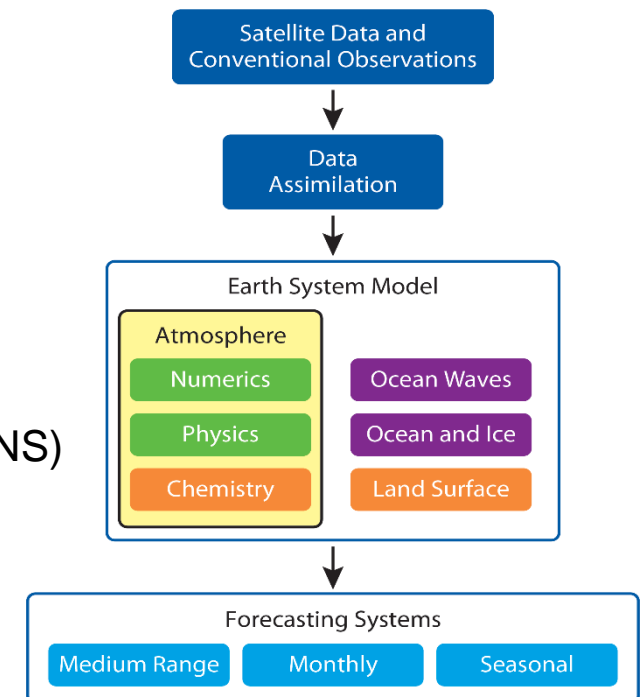 Satellite Data and
Conventional Observations
Data
Assimilation
Earth System Model
Atmosphere
Numerics
Ocean Waves
Physics
Ocean and Ice
NS)
Chemistry
Land Surface
Forecasting Systems
Medium Range
Monthly
Seasonal